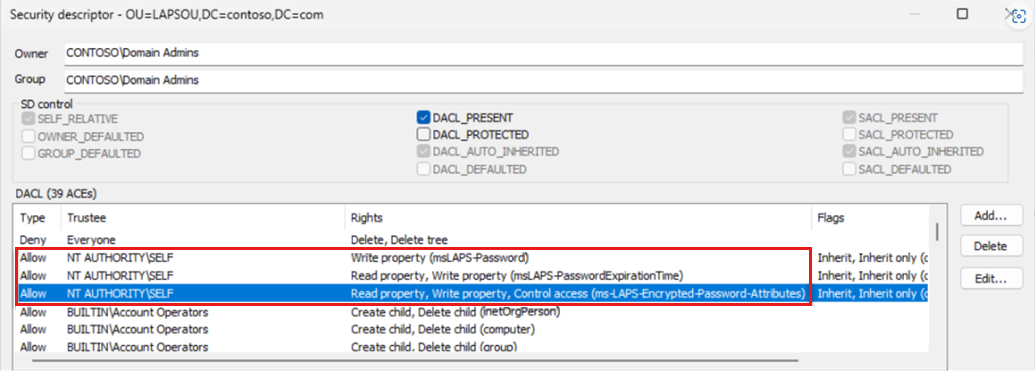 Security descriptor - OU=LAPSOU,DC=contoso,DC=com
Owner CONTOSO\Domain Admins
Group CONTOSO\Domain Admins
SD control
SELF_RELATIVE DACL_PRESENT SACL_PRESENT
OWNER_DEFAULTED DACL_PROTECTED SACL_PROTECTED
GROUP_DEFAULTED DACL_AUTO_INHERITED SACL_AUTO_INHERITED
DACL_DEFAULTED SACL_DEFAULTED
DACL (39 ACEs)
Type Trustee Rights Flags Add...
Deny Everyone Delete, Delete tree
Allow NT AUTHORITY\SELF Write property (msLAPS-Password) Inherit, Inherit only (c Delete
Allow NT AUTHORITY\SELF Read property, Write property (msLAPS-PasswordExpirationTime) Inherit, Inherit only (c Edit...
Allow NT AUTHORITY\SELF Read property, Write property, Control access (ms-LAPS-Encrypted-Password-Attributes) Inherit, Inherit only (c
Allow BUILTIN\Account Operators Create child, Delete child (inetOrgPerson)
Allow BUILTIN\Account Operators Create child, Delete child (computer)
Allow BUILTIN\Account Operators Create child, Delete child (group)